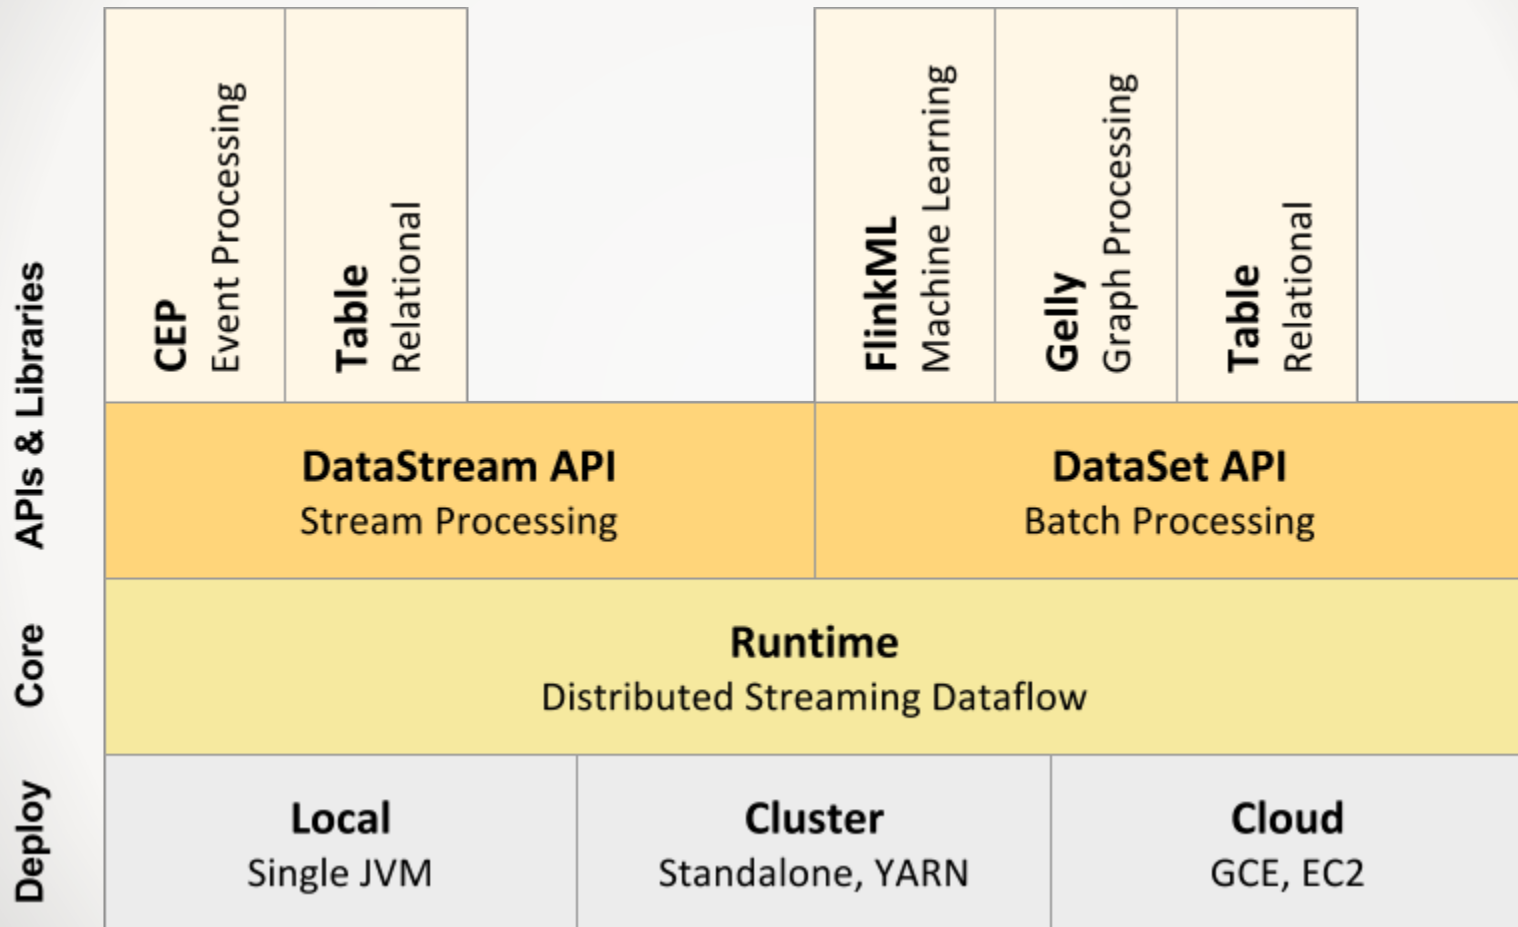 CEP
Event Processing
Table
Relational
FlinkML
Machine Learning
Gelly
Graph Processing
Table
Relational
APIs & Libraries
DataStream API
Stream Processing
DataSet API
Batch Processing
Core
Runtime
Distributed Streaming Dataflow
Deploy
Local
Single JVM
Cluster
Standalone, YARN
Cloud
GCE, EC2